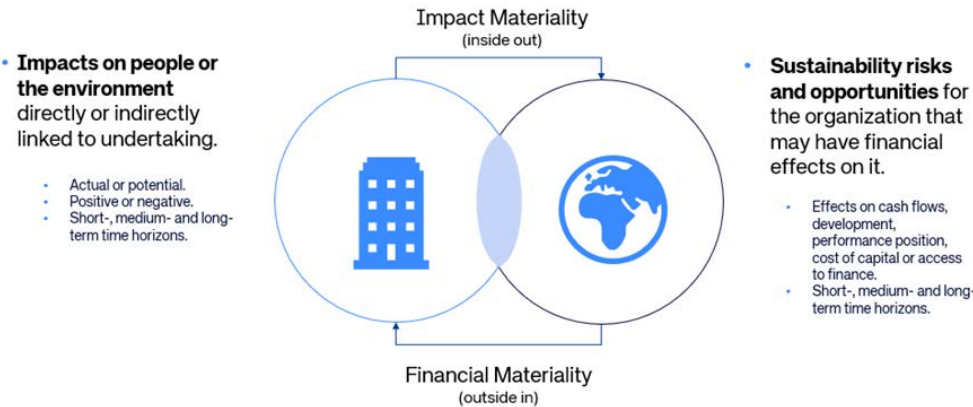 Impact Materiality
(inside out)
• Impacts on people or
the environment
directly or indirectly
linked to undertaking.
• Actual or potential.
• Positive or negative.
• Short-, medium- and long-
term time horizons.
• Sustainability risks
and opportunities for
the organization that
may have financial
effects on it.
• Effects on cash flows,
development,
performance position,
cost of capital or access
to finance.
• Short-, medium- and long-
term time horizons.
Financial Materiality
(outside in)